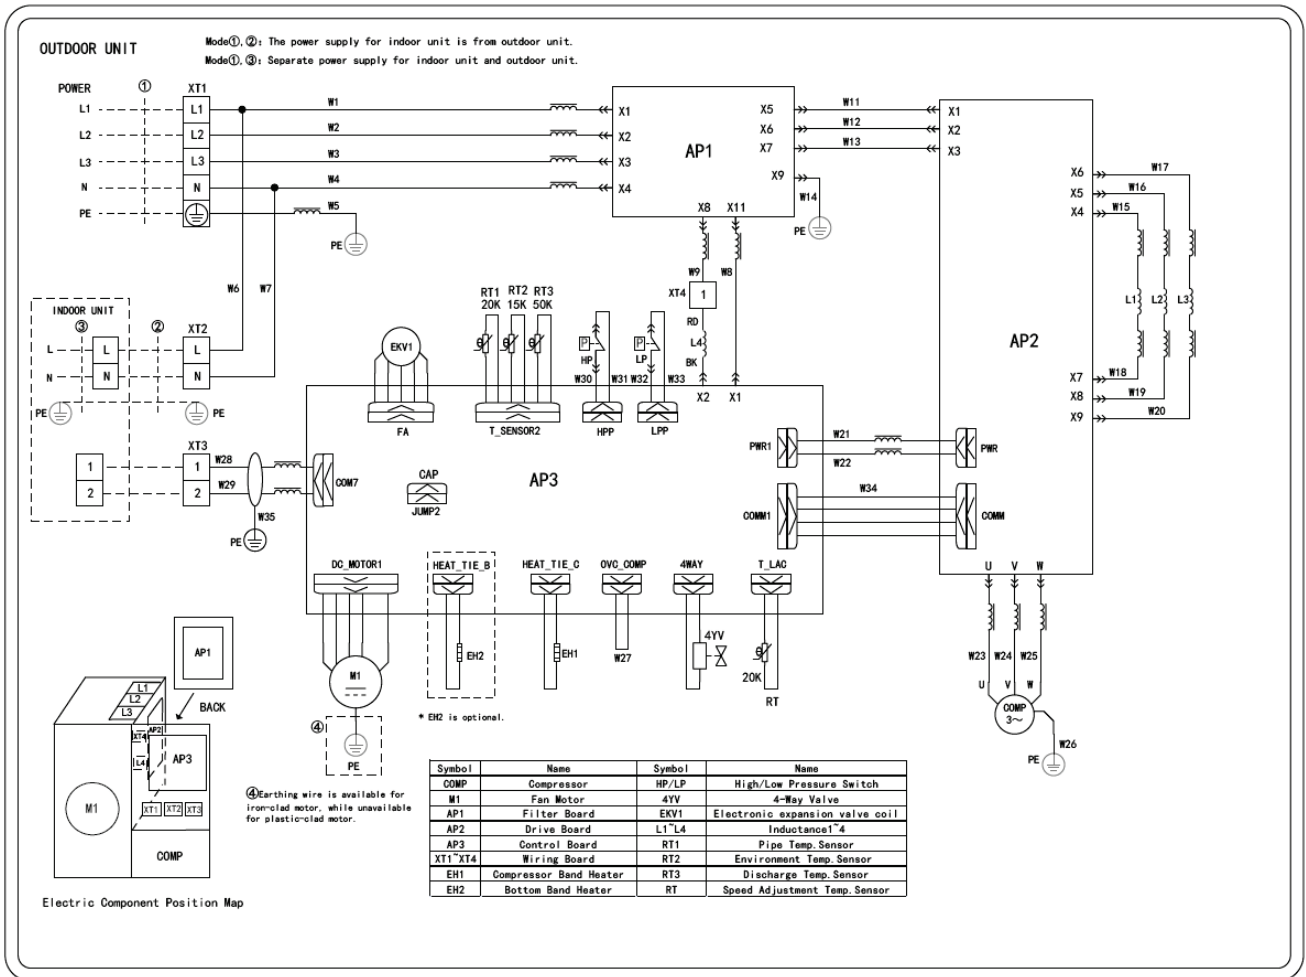 OUTDOOR UNIT
Mode①,②: The power supply for indoor unit is from outdoor unit.
Mode①,③: Separate power supply for indoor unit and outdoor unit.
POWER ① XT1
L1 L1 W1 X1
L2 L2 W2 X2
L3 L3 W3 X3
N N W4 X4
PE W5
PE
AP1
X5 W11 X1
X6 W12 X2
X7 W13 X3
X9 W14
PE
X8 X11
W9 W8
XT4 1
RD
L4
BK
X2 X1
W6 W7
INDOOR UNIT
③ ② XT2
L L L
N N N
PE PE
XT3
1 1 W28
2 2 W29
W35
PE
COM7
EKV1
FA
RT1 RT2 RT3
20K 15K 50K
T_SENSOR2
P HP
W30 W31
HPP
P LP
W32 W33
LPP
CAP
JUMP2
AP3
PWR1 W21 PWR
W22
COMM1 W34 COMM
AP2
X6 W17
X5 W16
X4 W15
L1 L2 L3
X7 W18
X8 W19
X9 W20
U V W
W23 W24 W25
U V W
COMP
3~
W26
PE
DC_MOTOR1 HEAT_TIE_B HEAT_TIE_C OVC_COMP 4WAY T_LAC
M1
④
PE
EH2
EH1
W27
4YV
20K
RT
* EH2 is optional.
④Earthing wire is available for
iron-clad motor, while unavailable
for plastic-clad motor.
AP1
BACK
L1
L2
L3
XT4 AP2
L4
AP3
M1
XT1 XT2 XT3
COMP
Electric Component Position Map
Symbol Name Symbol Name
COMP Compressor HP/LP High/Low Pressure Switch
M1 Fan Motor 4YV 4-Way Valve
AP1 Filter Board EKV1 Electronic expansion valve coil
AP2 Drive Board L1~L4 Inductance1~4
AP3 Control Board RT1 Pipe Temp.Sensor
XT1~XT4 Wiring Board RT2 Environment Temp.Sensor
EH1 Compressor Band Heater RT3 Discharge Temp.Sensor
EH2 Bottom Band Heater RT Speed Adjustment Temp.Sensor